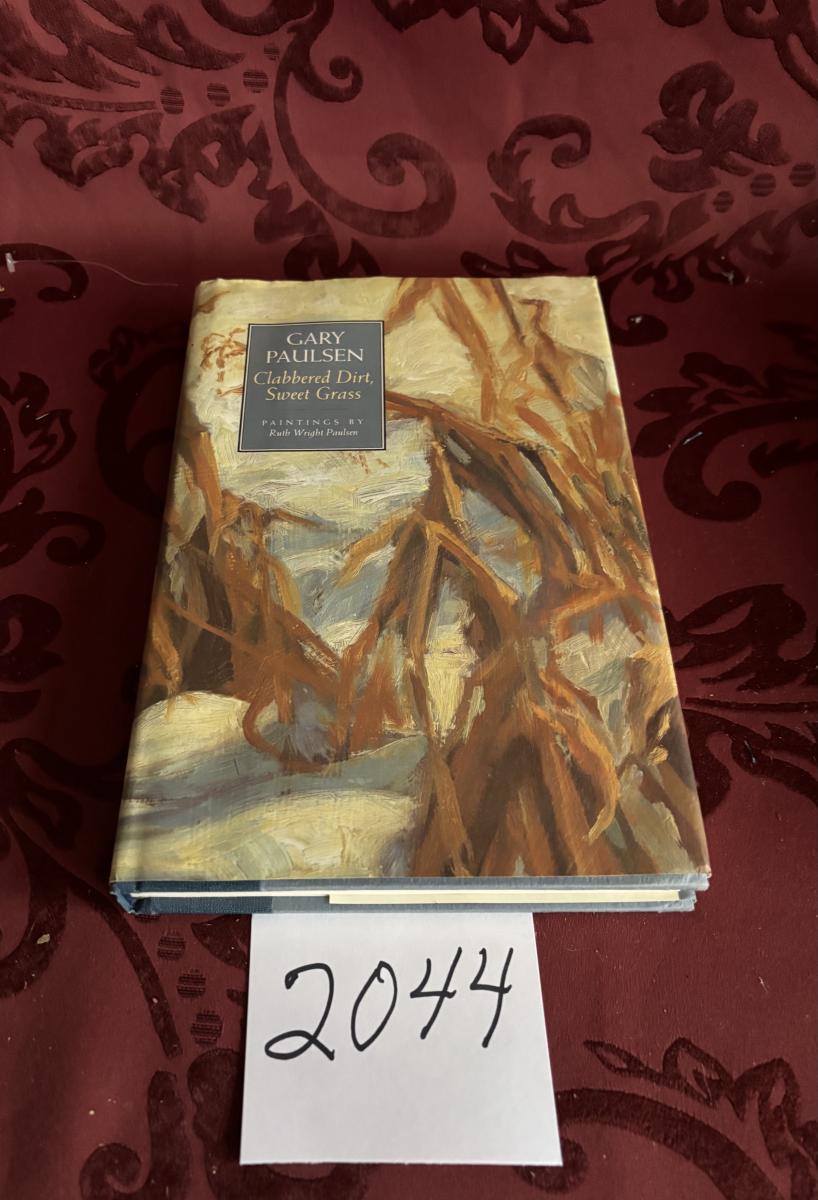 GARY
PAULSEN
Clabbered Dirt,
Sweet Grass
PAINTINGS BY
Ruth Wright Paulsen
2044